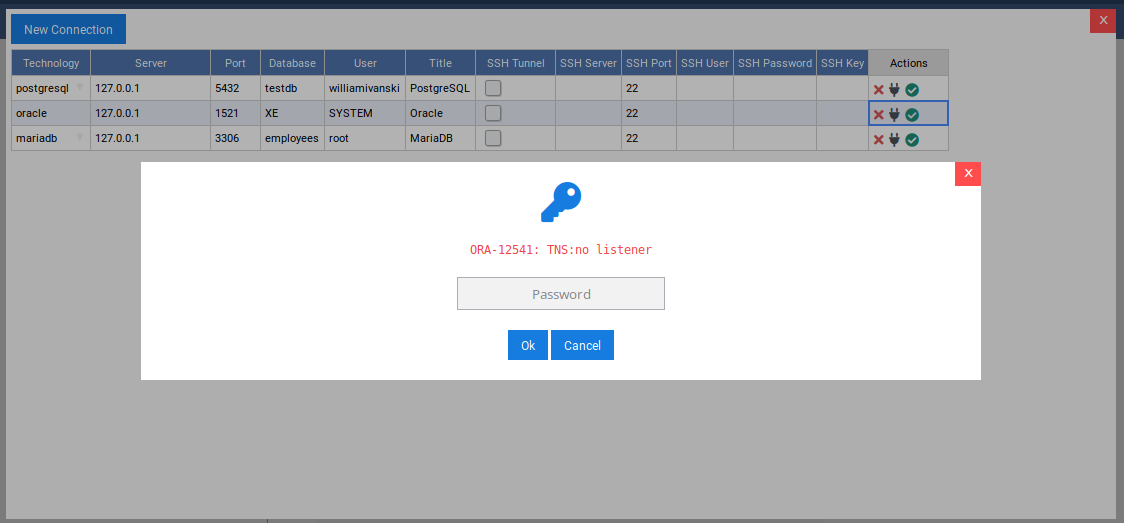 X
New Connection
Technology Server Port Database User Title SSH Tunnel SSH Server SSH Port SSH User SSH Password SSH Key Actions
postgresql 127.0.0.1 5432 testdb williamivanski PostgreSQL 22
oracle 127.0.0.1 1521 XE SYSTEM Oracle 22
mariadb 127.0.0.1 3306 employees root MariaDB 22
X
ORA-12541: TNS:no listener
Password
Ok Cancel